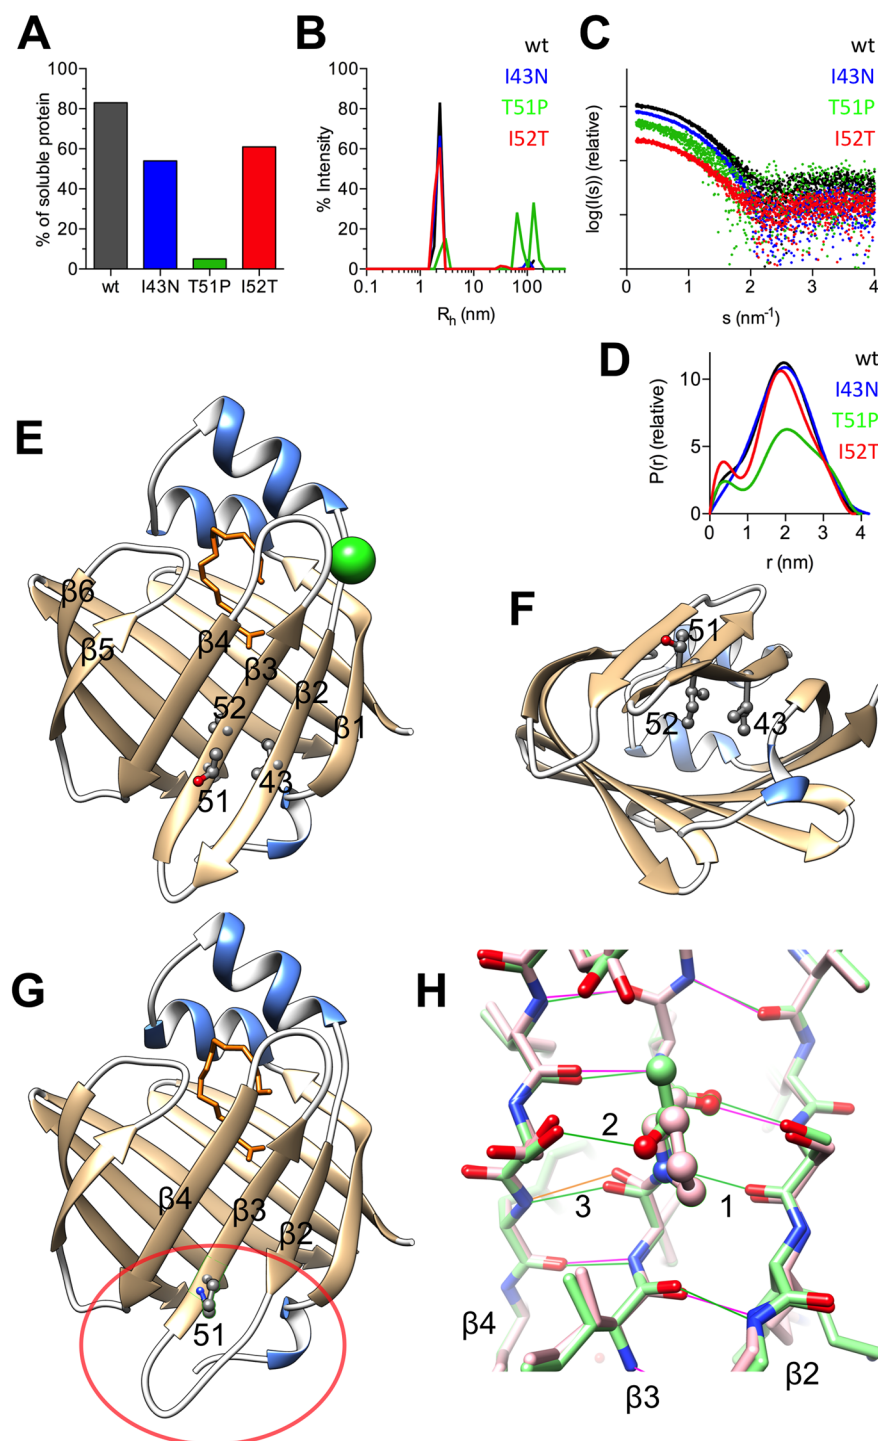 A
% of soluble protein
100
80
60
40
20
0
wt I43N T51P I52T
B
wt
I43N
T51P
I52T
% Intensity
100
80
60
40
20
0
0.1 1 10 100
Rₕ (nm)
C
wt
I43N
T51P
I52T
log(I(s)) (relative)
0 1 2 3 4
s (nm⁻¹)
D
wt
I43N
T51P
I52T
P(r) (relative)
10
5
0
0 1 2 3 4
r (nm)
E
β6
β5
β4
β3
β2
β1
52
51
43
F
51
52
43
G
β4
β3
β2
51
H
2
3
1
β4
β3
β2